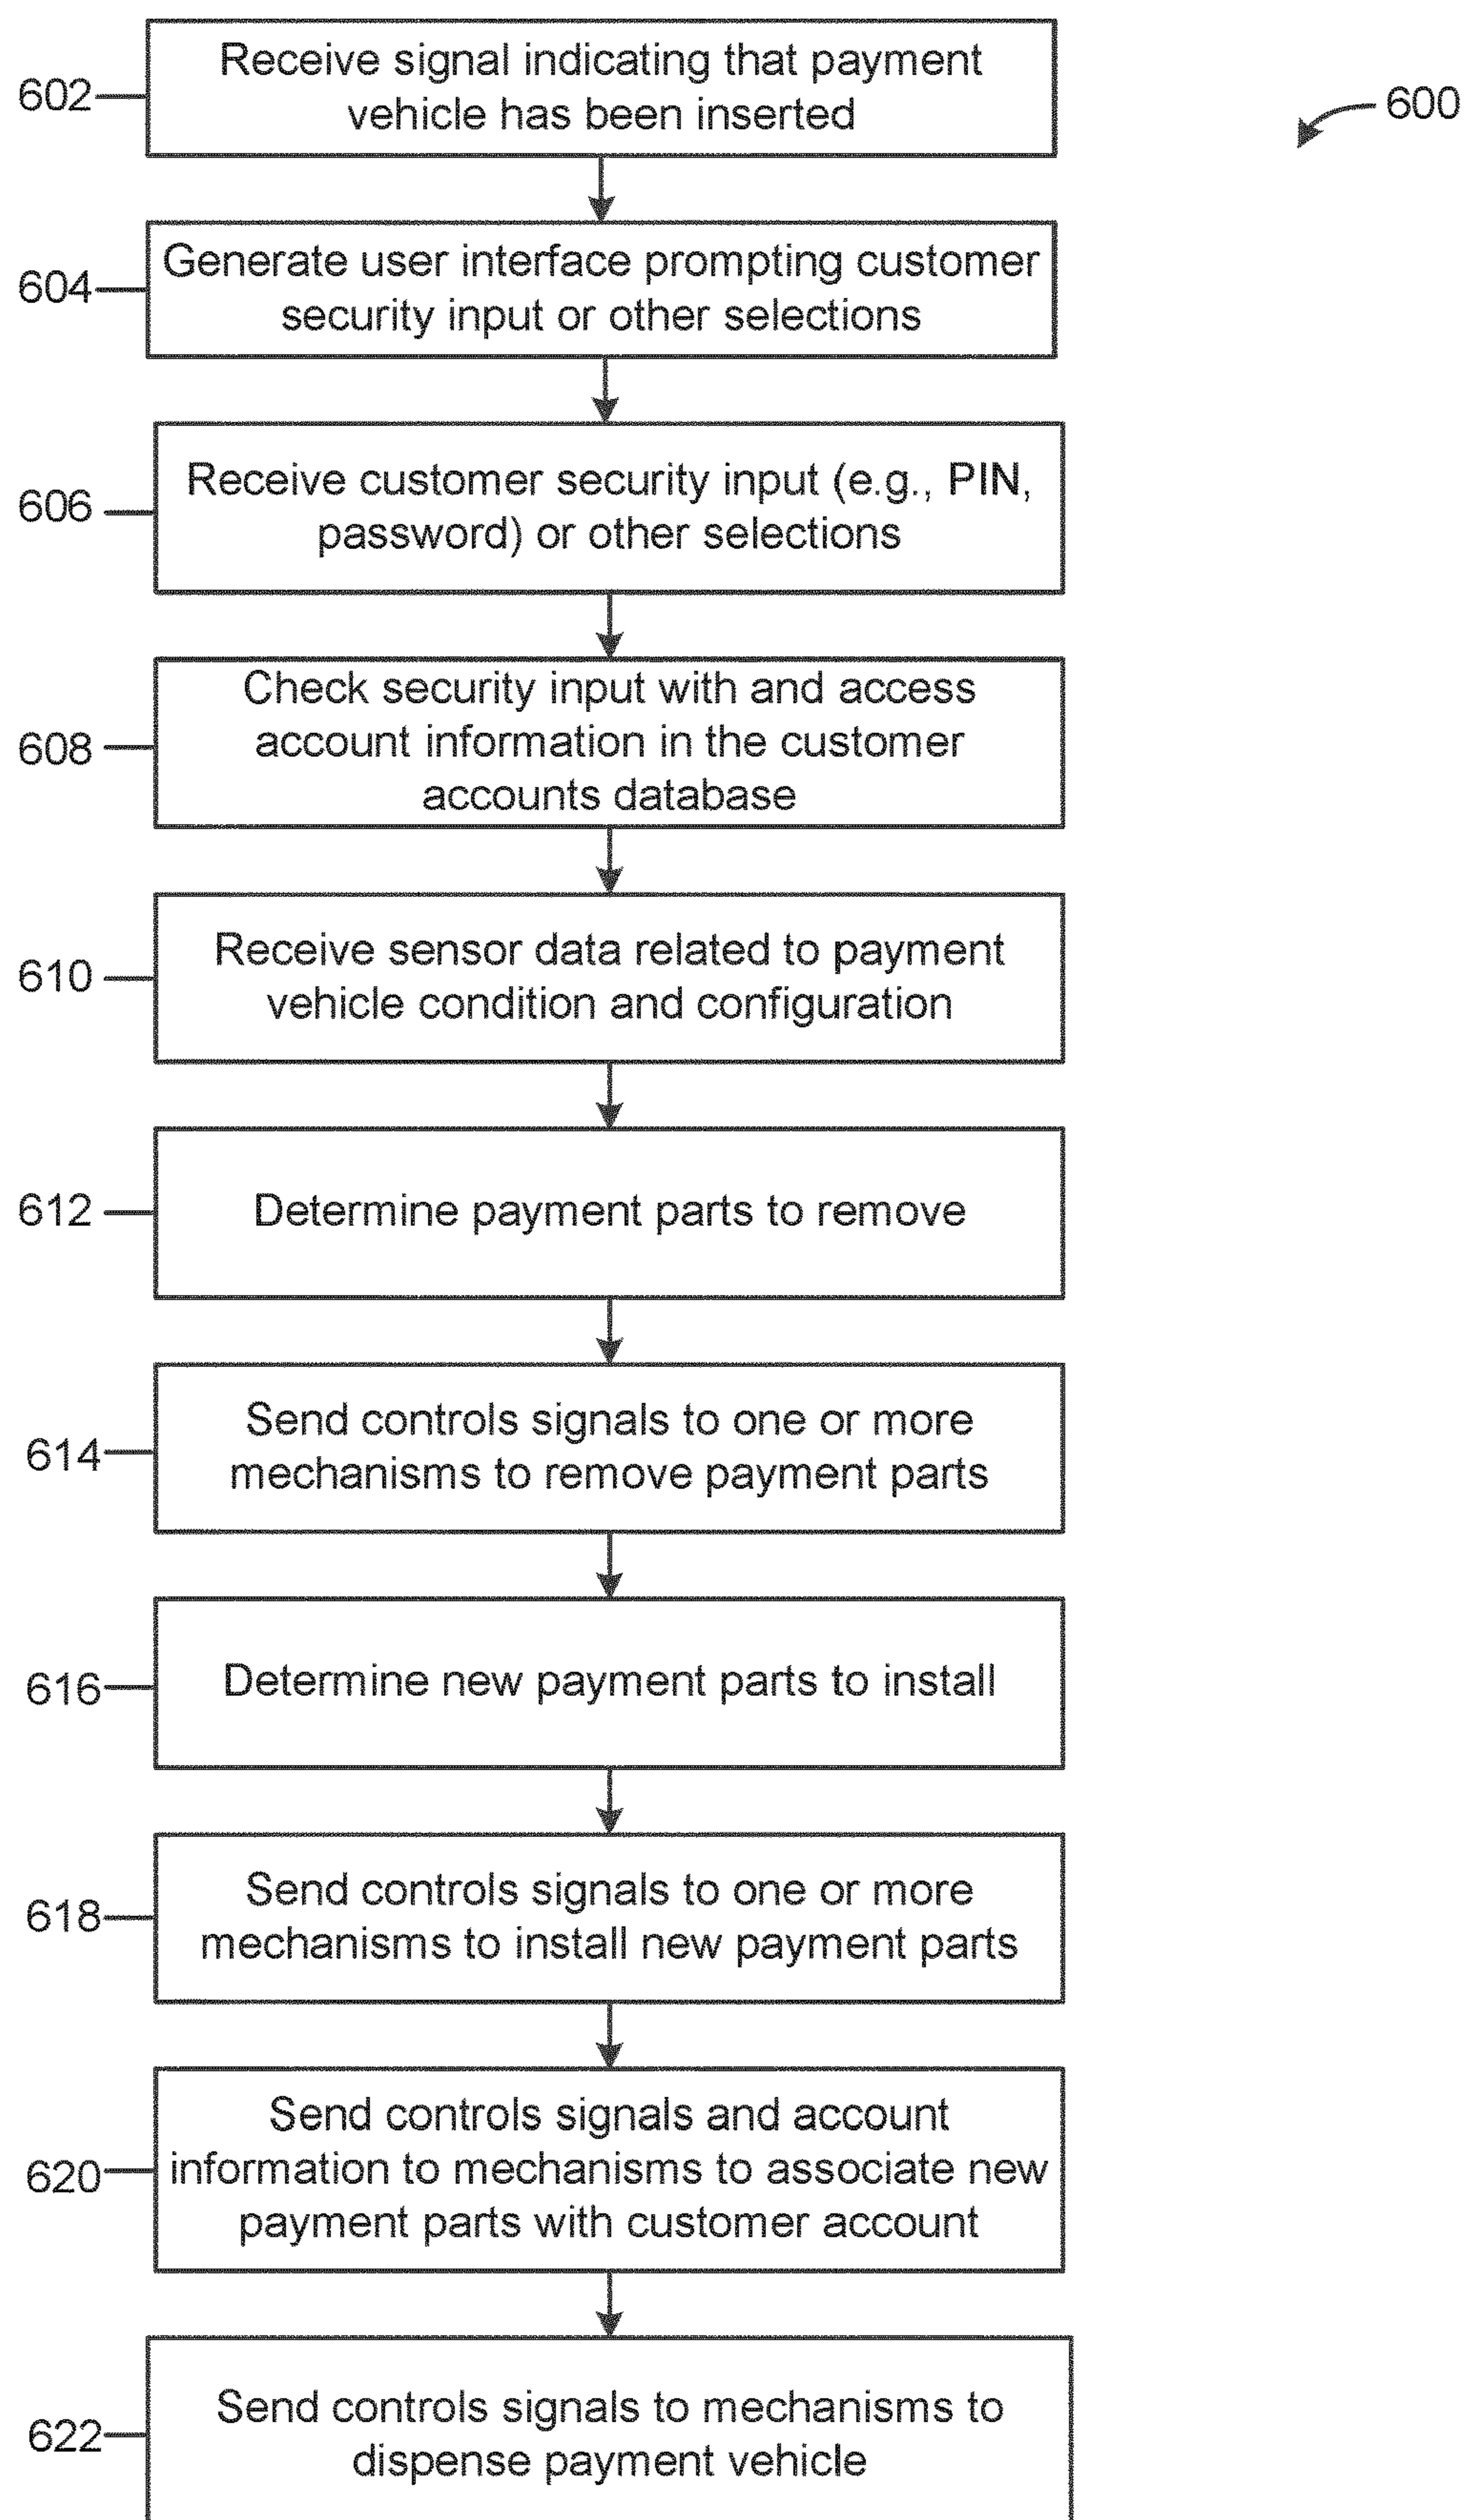 Receive signal indicating that payment
vehicle has been inserted
602
600
Generate user interface prompting customer
security input or other selections
604
Receive customer security input (e.g., PIN,
password) or other selections
606
Check security input with and access
account information in the customer
accounts database
608
Receive sensor data related to payment
vehicle condition and configuration
610
Determine payment parts to remove
612
Send controls signals to one or more
mechanisms to remove payment parts
614
Determine new payment parts to install
616
Send controls signals to one or more
mechanisms to install new payment parts
618
Send controls signals and account
information to mechanisms to associate new
payment parts with customer account
620
Send controls signals to mechanisms to
dispense payment vehicle
622